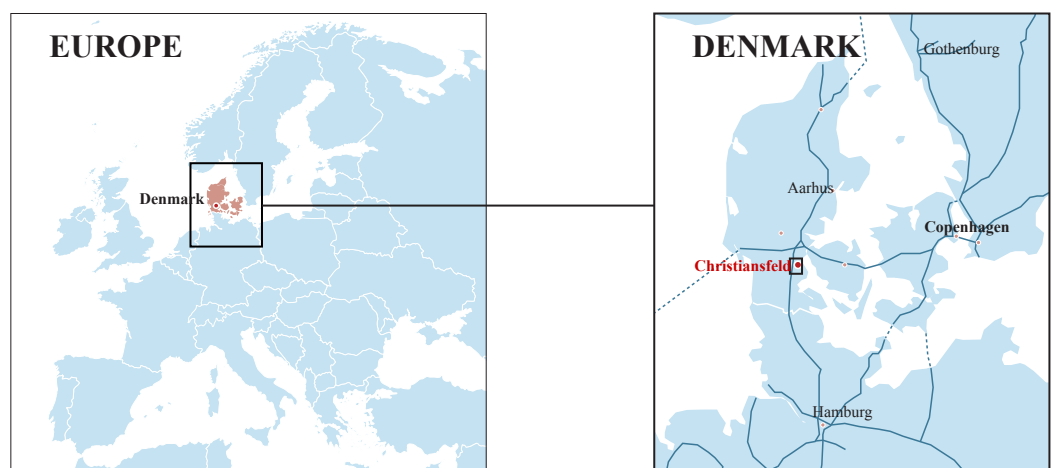 EUROPE
Denmark
DENMARK
Gothenburg
Aarhus
Copenhagen
Christiansfeld
Hamburg